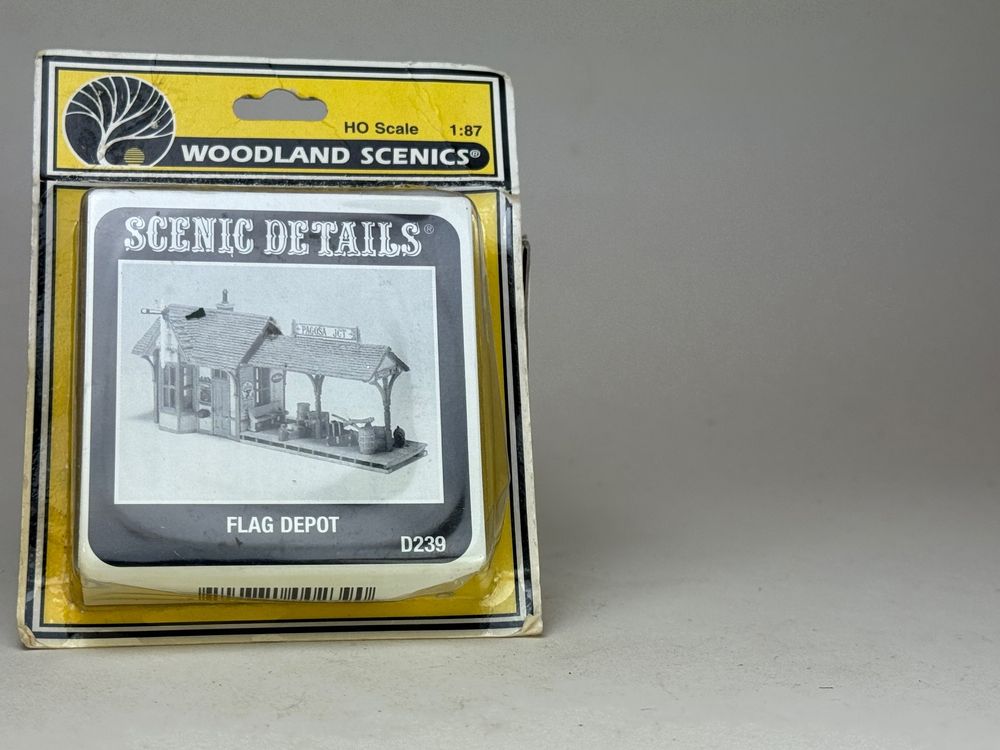 HO Scale 1:87
WOODLAND SCENICS®
SCENIC DETAILS®
PAGOSA JCT
FLAG DEPOT
D239